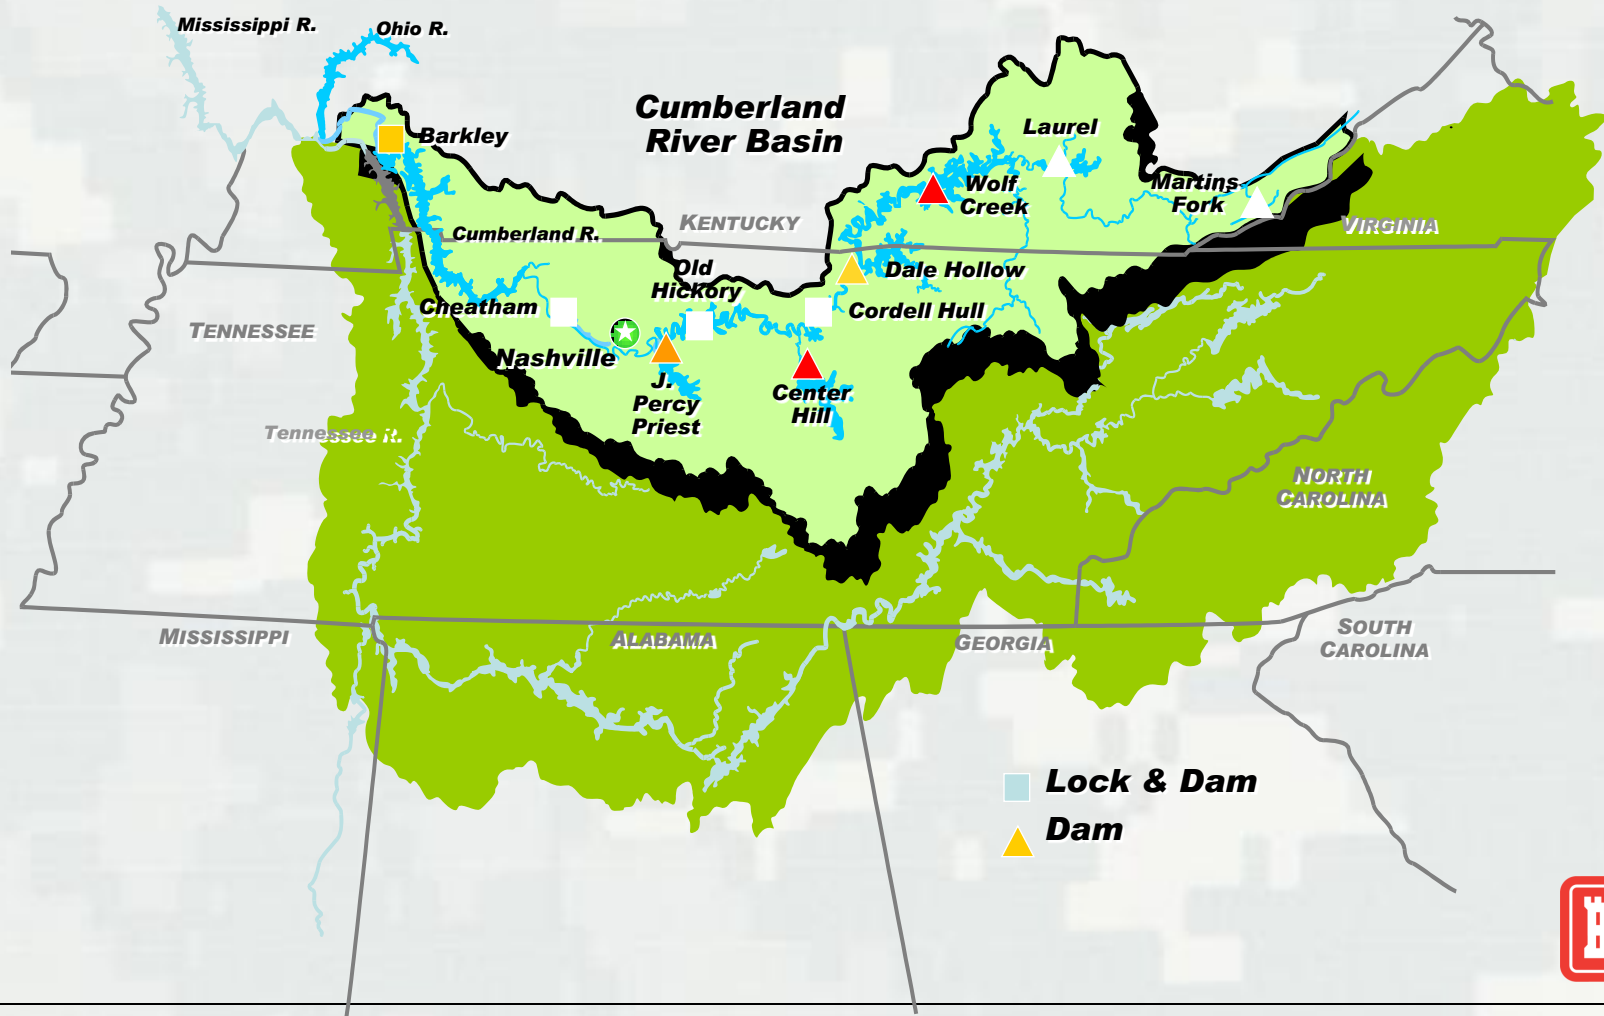 Mississippi R.
Ohio R.
Cumberland
River Basin
Barkley
Laurel
Martins
Fork
Wolf
Creek
KENTUCKY
VIRGINIA
Cumberland R.
Old
Hickory
Dale Hollow
Cheatham
Cordell Hull
TENNESSEE
Nashville
J.
Percy
Priest
Center
Hill
Tennessee R.
NORTH
CAROLINA
MISSISSIPPI
ALABAMA
GEORGIA
SOUTH
CAROLINA
Lock & Dam
Dam